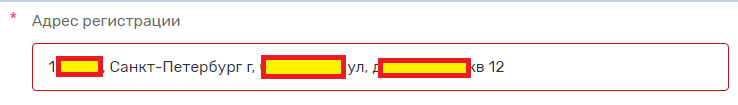 * Адрес регистрации
1, Санкт-Петербург г, ул, д кв 12